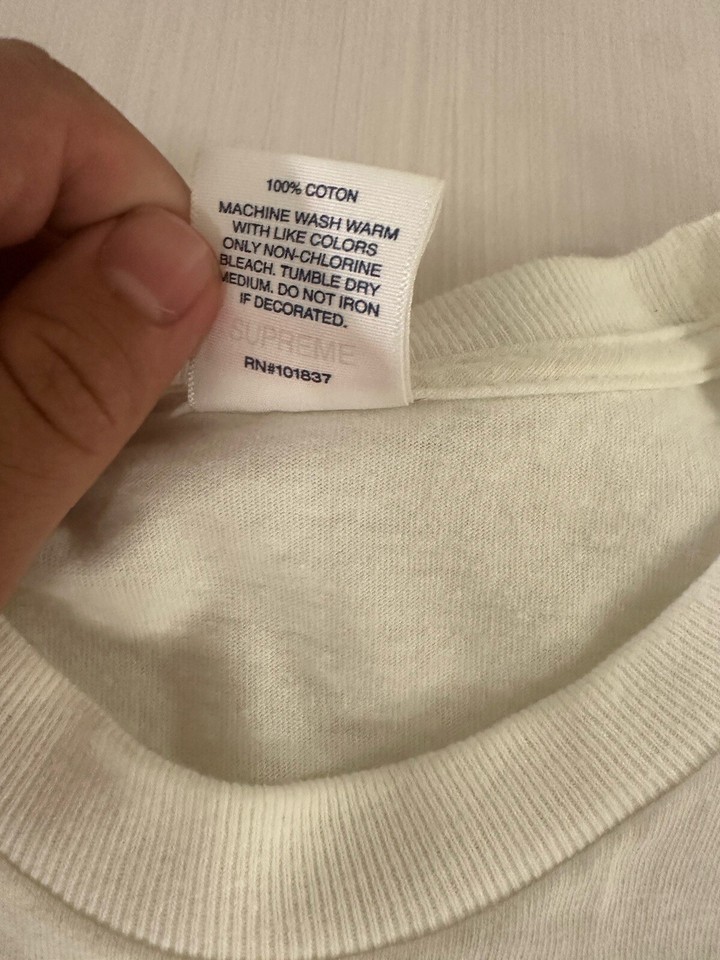 100% COTON
MACHINE WASH WARM
WITH LIKE COLORS
ONLY NON-CHLORINE
BLEACH. TUMBLE DRY
MEDIUM. DO NOT IRON
IF DECORATED.
SUPREME
RN#101837